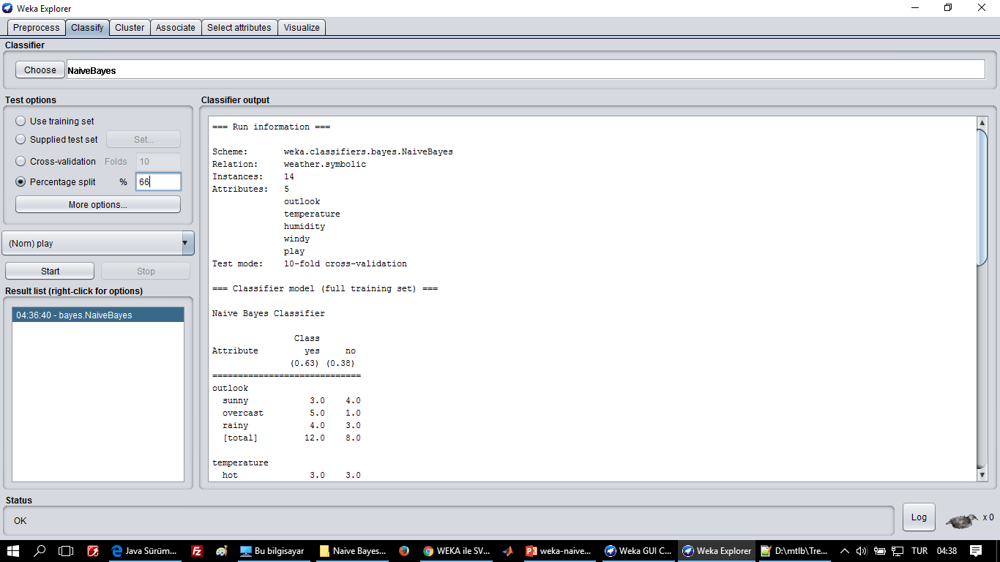 Weka Explorer
Preprocess Classify Cluster Associate Select attributes Visualize
Classifier
Choose NaiveBayes
Test options
Use training set
Supplied test set Set...
Cross-validation Folds 10
Percentage split % 66
More options...
(Nom) play
Start Stop
Result list (right-click for options)
04:36:40 - bayes.NaiveBayes
Classifier output
=== Run information ===
Scheme: weka.classifiers.bayes.NaiveBayes
Relation: weather.symbolic
Instances: 14
Attributes: 5
outlook
temperature
humidity
windy
play
Test mode: 10-fold cross-validation
=== Classifier model (full training set) ===
Naive Bayes Classifier
Class
Attribute yes no
(0.63) (0.38)
=============================
outlook
sunny 3.0 4.0
overcast 5.0 1.0
rainy 4.0 3.0
[total] 12.0 8.0
temperature
hot 3.0 3.0
Status
OK
Log x 0
Java Sürüm... Fz Bu bilgisayar Naive Bayes... WEKA ile SV... weka-naive... Weka GUI C... Weka Explorer D:\mtlb\Tre... TUR 04:38